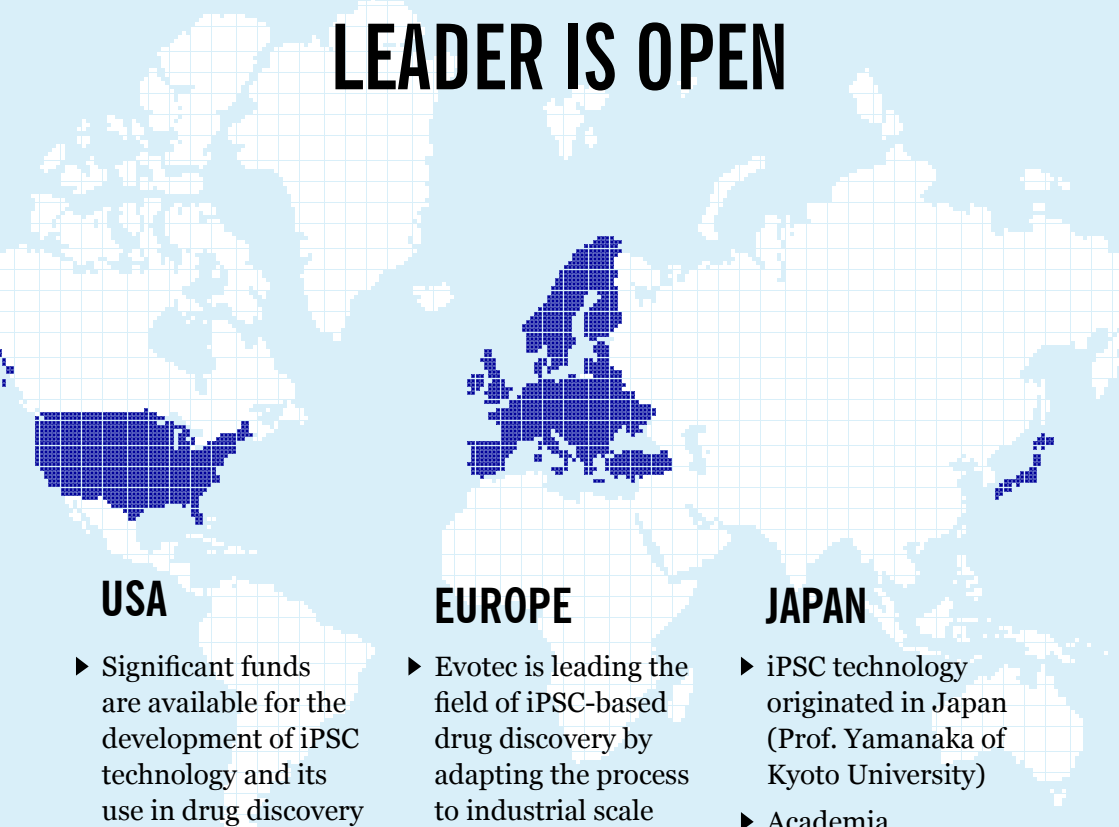 LEADER IS OPEN
USA
Significant funds
are available for the
development of iPSC
technology and its
use in drug discovery
EUROPE
Evotec is leading the
field of iPSC-based
drug discovery by
adapting the process
to industrial scale
JAPAN
iPSC technology
originated in Japan
(Prof. Yamanaka of
Kyoto University)
Academia